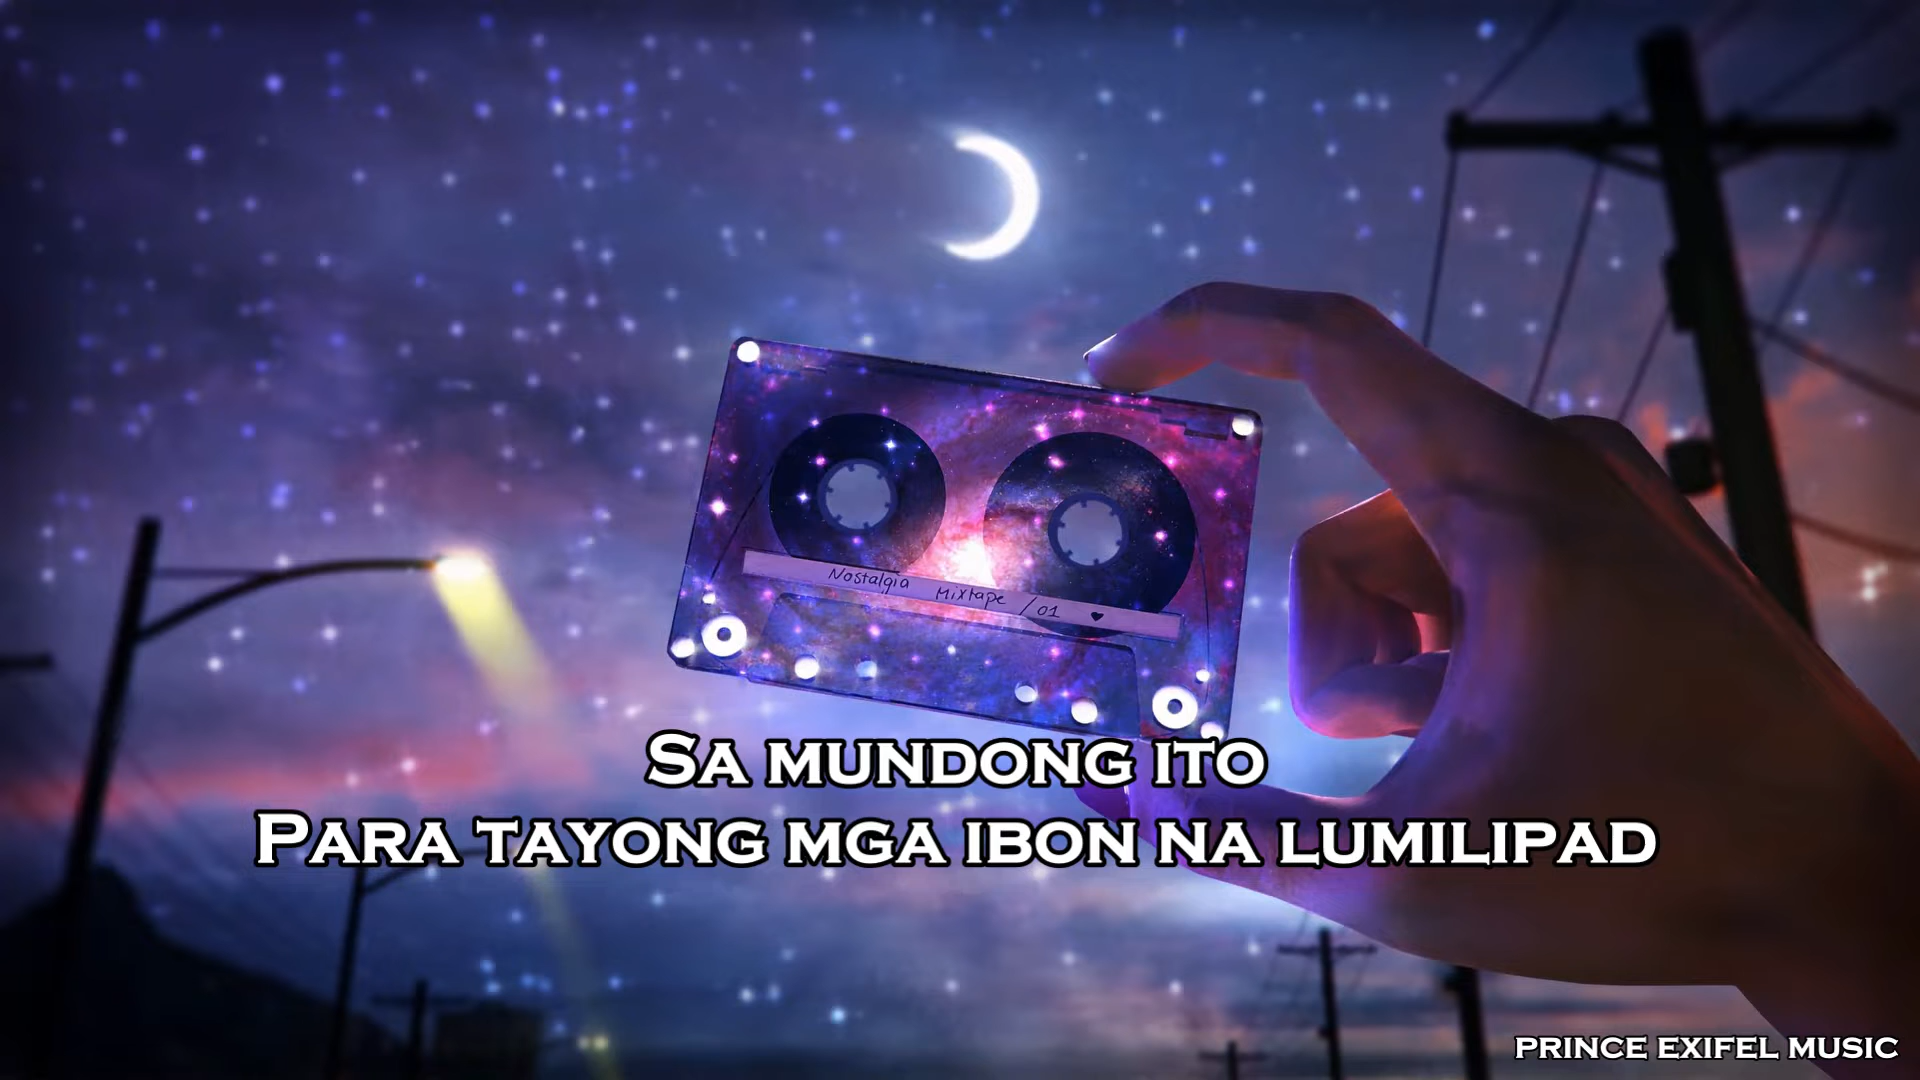 Nostalgia Mixtape /01 ♥
Sa mundong ito
Para tayong mga ibon na lumilipad
PRINCE EXIFEL MUSIC